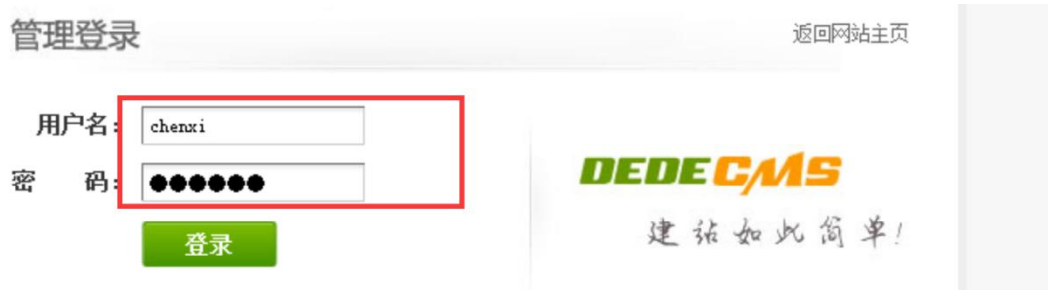 管理登录
返回网站主页
用户名：
chenxi
密 码：
●●●●●●
登录
DEDECMS
建站如此简单!